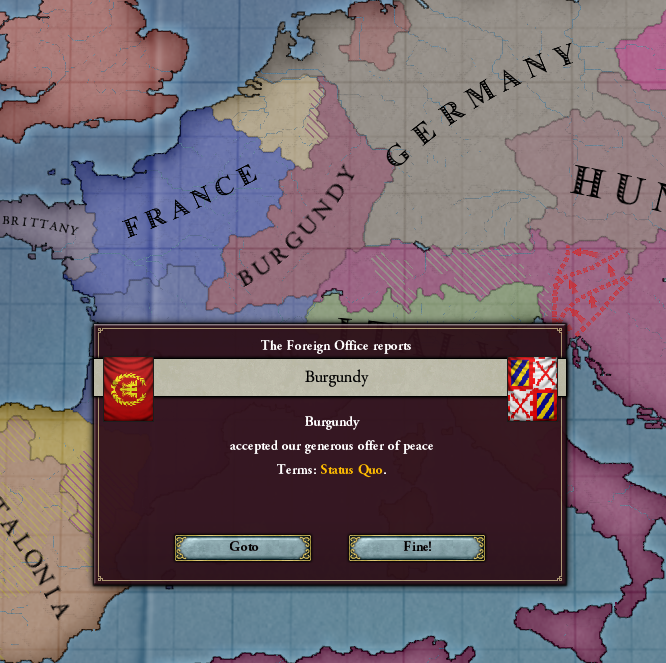 GERMANY
FRANCE
BRITTANY
BURGUNDY
HUN
The Foreign Office reports
Burgundy
Burgundy
accepted our generous offer of peace
Terms: Status Quo.
Goto
Fine!
TALONIA